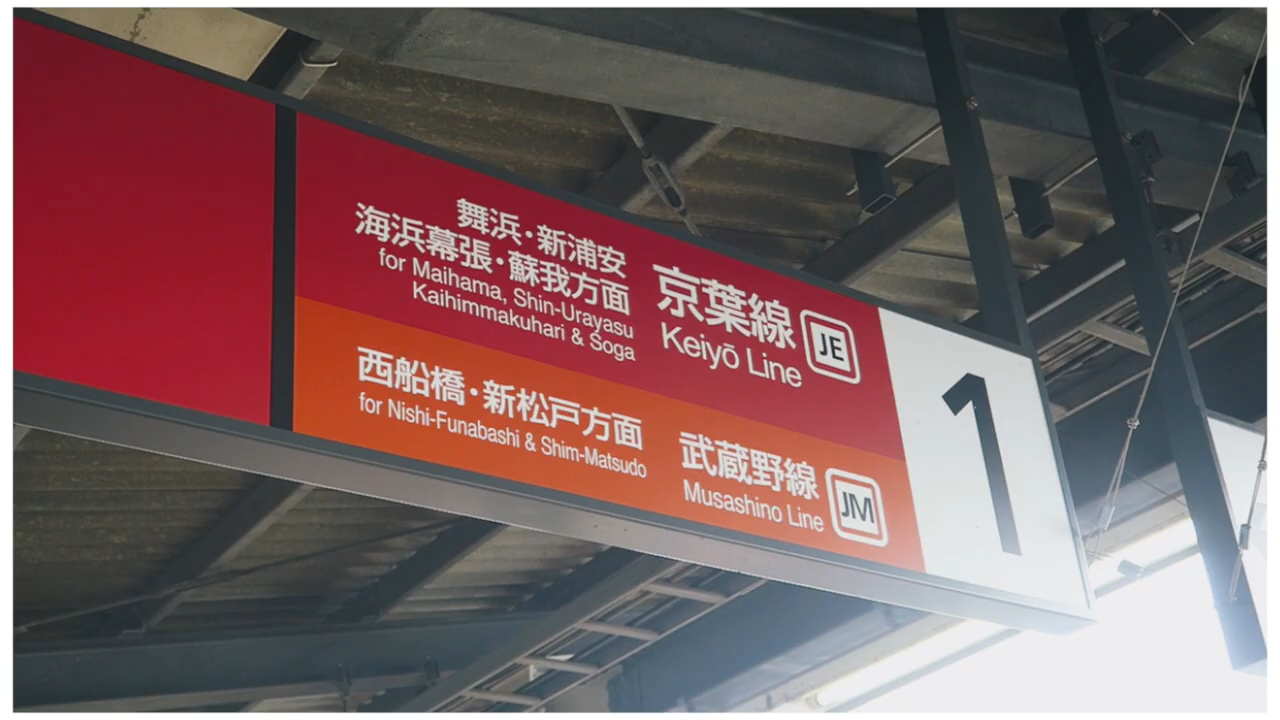 舞浜・新浦安
海浜幕張・蘇我方面
for Maihama, Shin-Urayasu
Kaihimmakuhari & Soga
京葉線
Keiyō Line
JE
西船橋・新松戸方面
for Nishi-Funabashi & Shim-Matsudo
武蔵野線
Musashino Line
JM
1